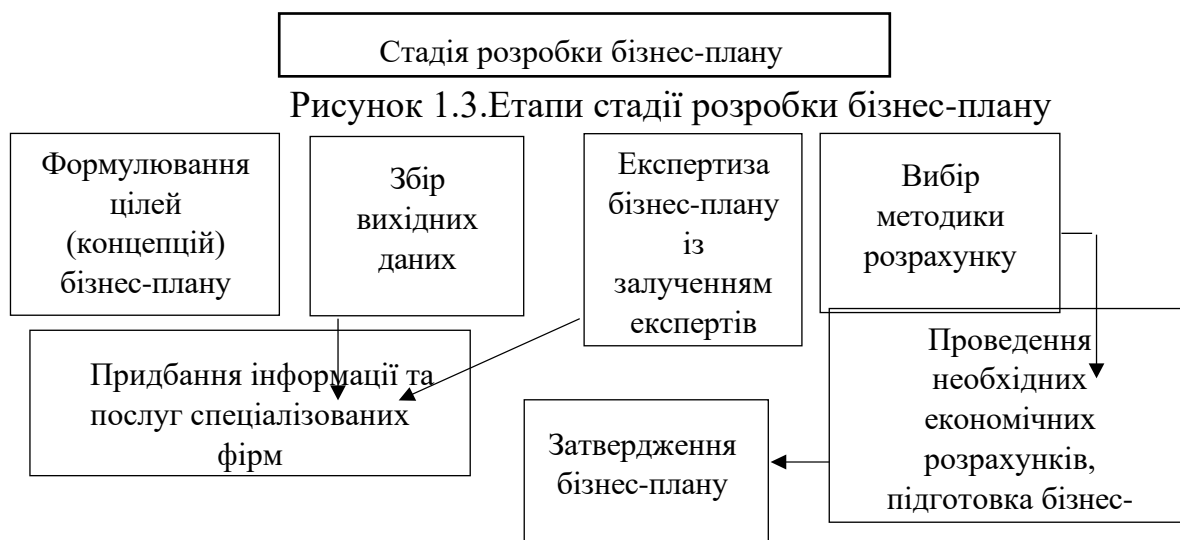 Стадія розробки бізнес-плану
Рисунок 1.3.Етапи стадії розробки бізнес-плану
Формулювання
цілей
(концепцій)
бізнес-плану
Збір
вихідних
даних
Експертиза
бізнес-плану
із
залученням
експертів
Вибір
методики
розрахунку
Придбання інформації та
послуг спеціалізованих
фірм
Затвердження
бізнес-плану
Проведення
необхідних
економічних
розрахунків,
підготовка бізнес-